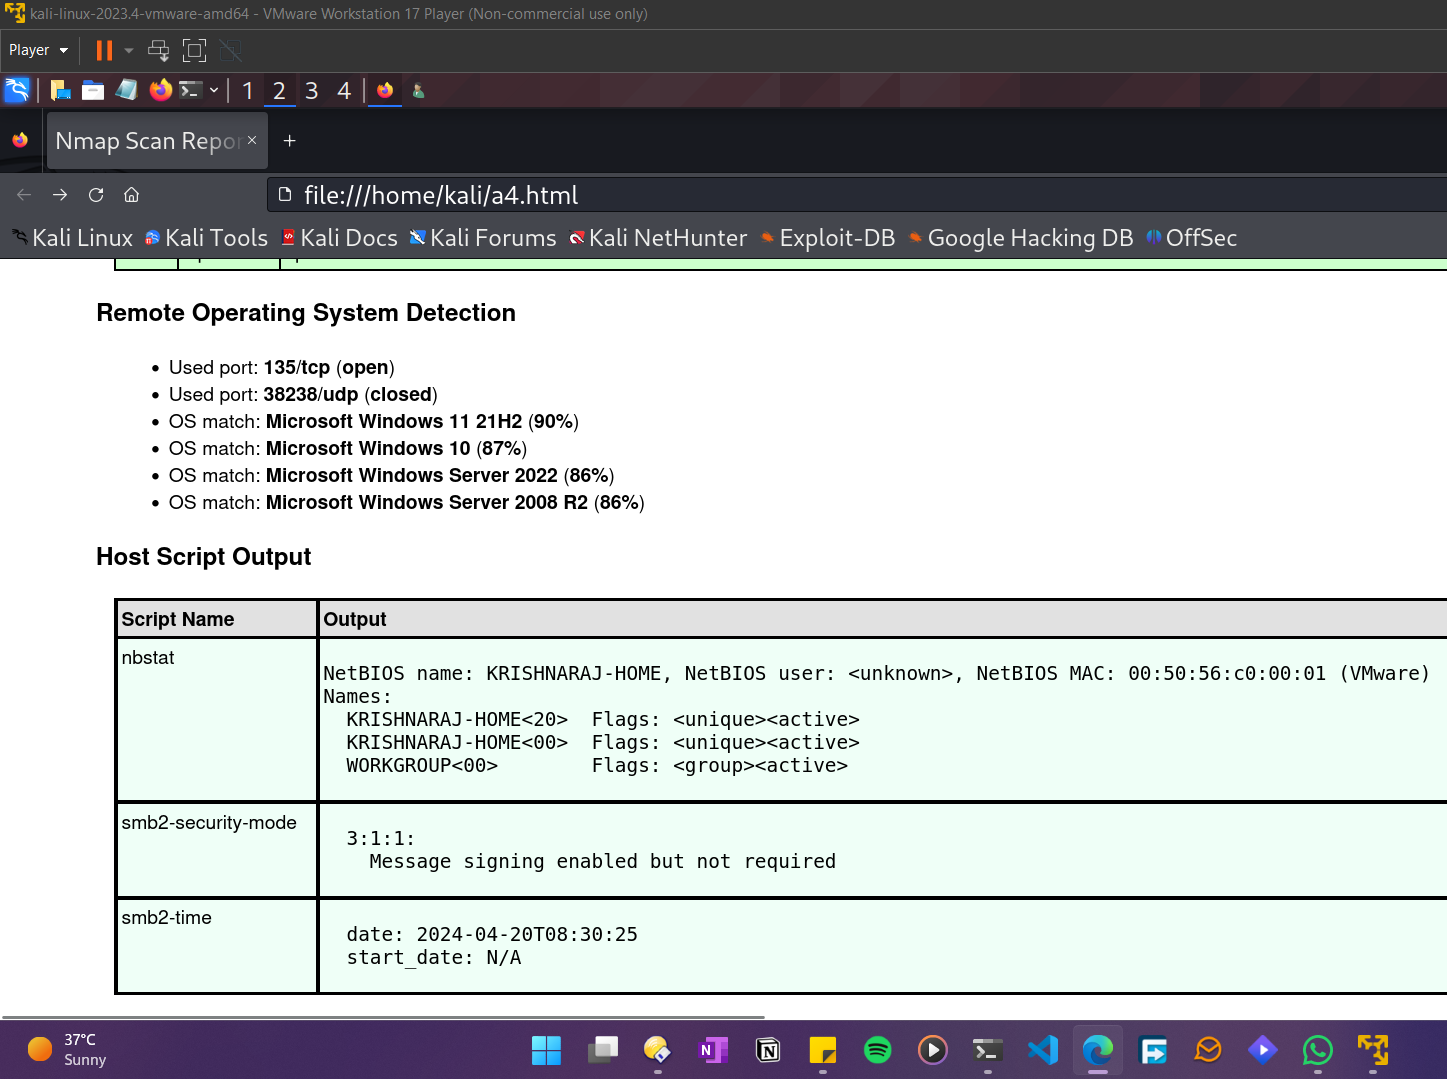 kali-linux-2023.4-vmware-amd64 - VMware Workstation 17 Player (Non-commercial use only)
Player
1 2 3 4
Nmap Scan Repor
file:///home/kali/a4.html
Kali Linux Kali Tools Kali Docs Kali Forums Kali NetHunter Exploit-DB Google Hacking DB OffSec
Remote Operating System Detection
• Used port: 135/tcp (open)
• Used port: 38238/udp (closed)
• OS match: Microsoft Windows 11 21H2 (90%)
• OS match: Microsoft Windows 10 (87%)
• OS match: Microsoft Windows Server 2022 (86%)
• OS match: Microsoft Windows Server 2008 R2 (86%)
Host Script Output
Script Name Output
nbstat
NetBIOS name: KRISHNARAJ-HOME, NetBIOS user: <unknown>, NetBIOS MAC: 00:50:56:c0:00:01 (VMware)
Names:
KRISHNARAJ-HOME<20> Flags: <unique><active>
KRISHNARAJ-HOME<00> Flags: <unique><active>
WORKGROUP<00> Flags: <group><active>
smb2-security-mode
3:1:1:
Message signing enabled but not required
smb2-time
date: 2024-04-20T08:30:25
start_date: N/A
37°C
Sunny